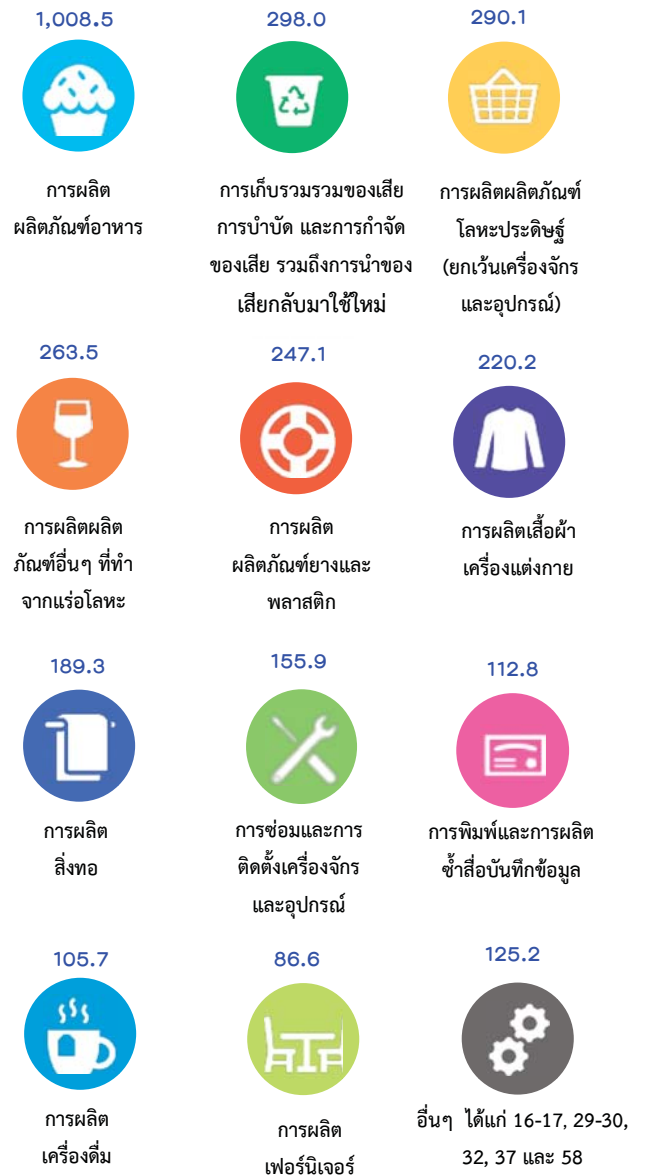 1,008.5
การผลิต
ผลิตภัณฑ์อาหาร
298.0
การเก็บรวมรวมของเสีย
การบำบัด และการกำจัด
ของเสีย รวมถึงการนำของ
เสียกลับมาใช้ใหม่
290.1
การผลิตผลิตภัณฑ์
โลหะประดิษฐ์
(ยกเว้นเครื่องจักร
และอุปกรณ์)
263.5
การผลิตผลิต
ภัณฑ์อื่นๆ ที่ทำ
จากแร่อโลหะ
247.1
การผลิต
ผลิตภัณฑ์ยางและ
พลาสติก
220.2
การผลิตเสื้อผ้า
เครื่องแต่งกาย
189.3
การผลิต
สิ่งทอ
155.9
การซ่อมและการ
ติดตั้งเครื่องจักร
และอุปกรณ์
112.8
การพิมพ์และการผลิต
ซ้ำสื่อบันทึกข้อมูล
105.7
การผลิต
เครื่องดื่ม
86.6
การผลิต
เฟอร์นิเจอร์
125.2
อื่นๆ ได้แก่ 16-17, 29-30,
32, 37 และ 58